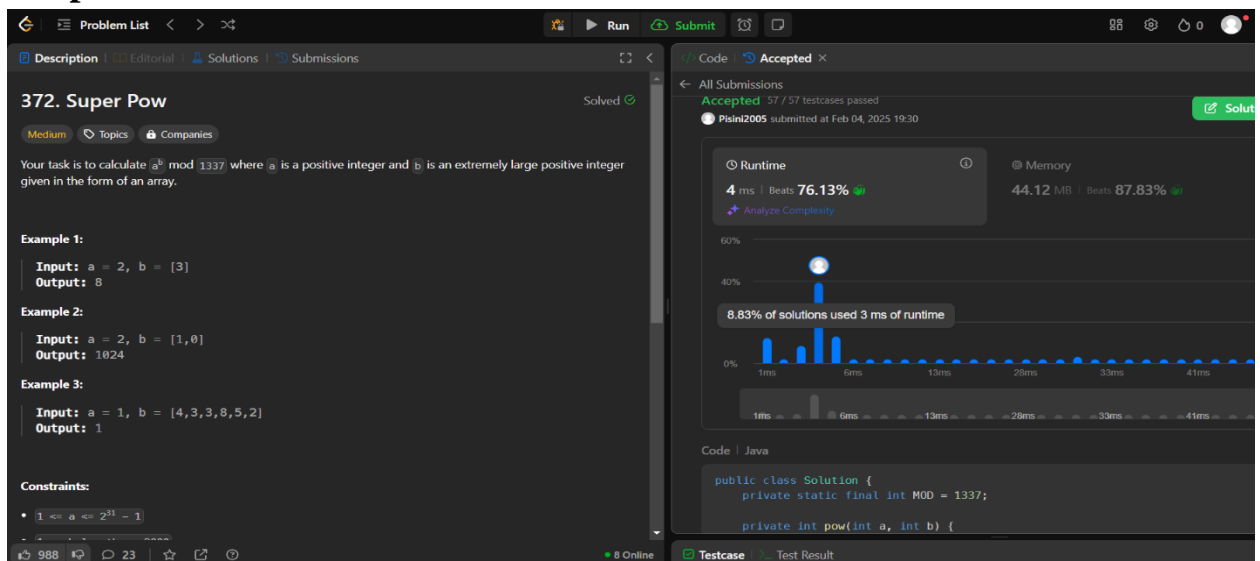 Problem List
Run
Submit
0
Description
Editorial
Solutions
Submissions
372. Super Pow
Solved
Medium
Topics
Companies
Your task is to calculate a^b mod 1337 where a is a positive integer and b is an extremely large positive integer
given in the form of an array.
Example 1:
Input: a = 2, b = [3]
Output: 8
Example 2:
Input: a = 2, b = [1,0]
Output: 1024
Example 3:
Input: a = 1, b = [4,3,3,8,5,2]
Output: 1
Constraints:
1 <= a <= 2^31 - 1
988
23
8 Online
Code
Accepted
All Submissions
Accepted 57 / 57 testcases passed
Pisini2005 submitted at Feb 04, 2025 19:30
Solut
Runtime
4 ms | Beats 76.13%
Analyze Complexity
Memory
44.12 MB | Beats 87.83%
60%
40%
8.83% of solutions used 3 ms of runtime
0%
1ms 6ms 13ms 28ms 33ms 41ms
1ms 6ms 13ms 28ms 33ms 41ms
Code | Java
public class Solution {
private static final int MOD = 1337;
private int pow(int a, int b) {
Testcase
Test Result